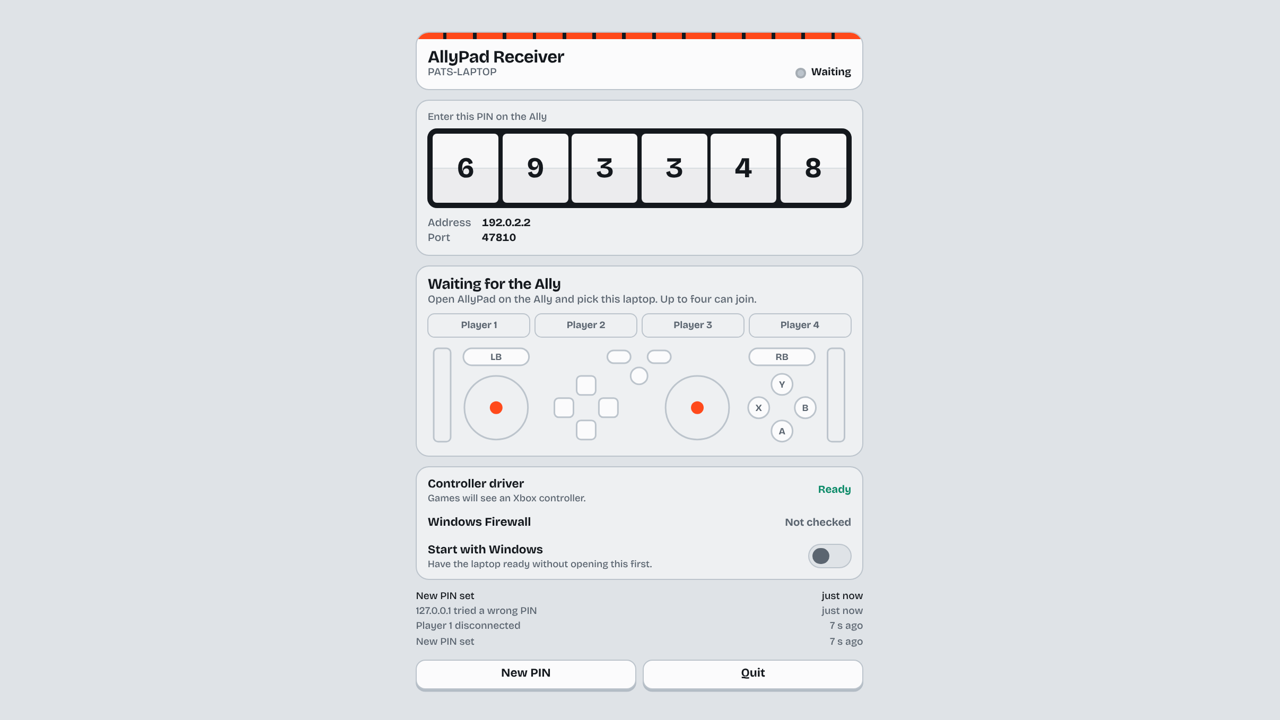 AllyPad Receiver
PATS-LAPTOP
Waiting
Enter this PIN on the Ally
6 9 3 3 4 8
Address 192.0.2.2
Port 47810
Waiting for the Ally
Open AllyPad on the Ally and pick this laptop. Up to four can join.
Player 1 Player 2 Player 3 Player 4
LB RB
Y
X B
A
Controller driver
Games will see an Xbox controller.
Ready
Windows Firewall Not checked
Start with Windows
Have the laptop ready without opening this first.
New PIN set just now
127.0.0.1 tried a wrong PIN just now
Player 1 disconnected 7 s ago
New PIN set 7 s ago
New PIN Quit